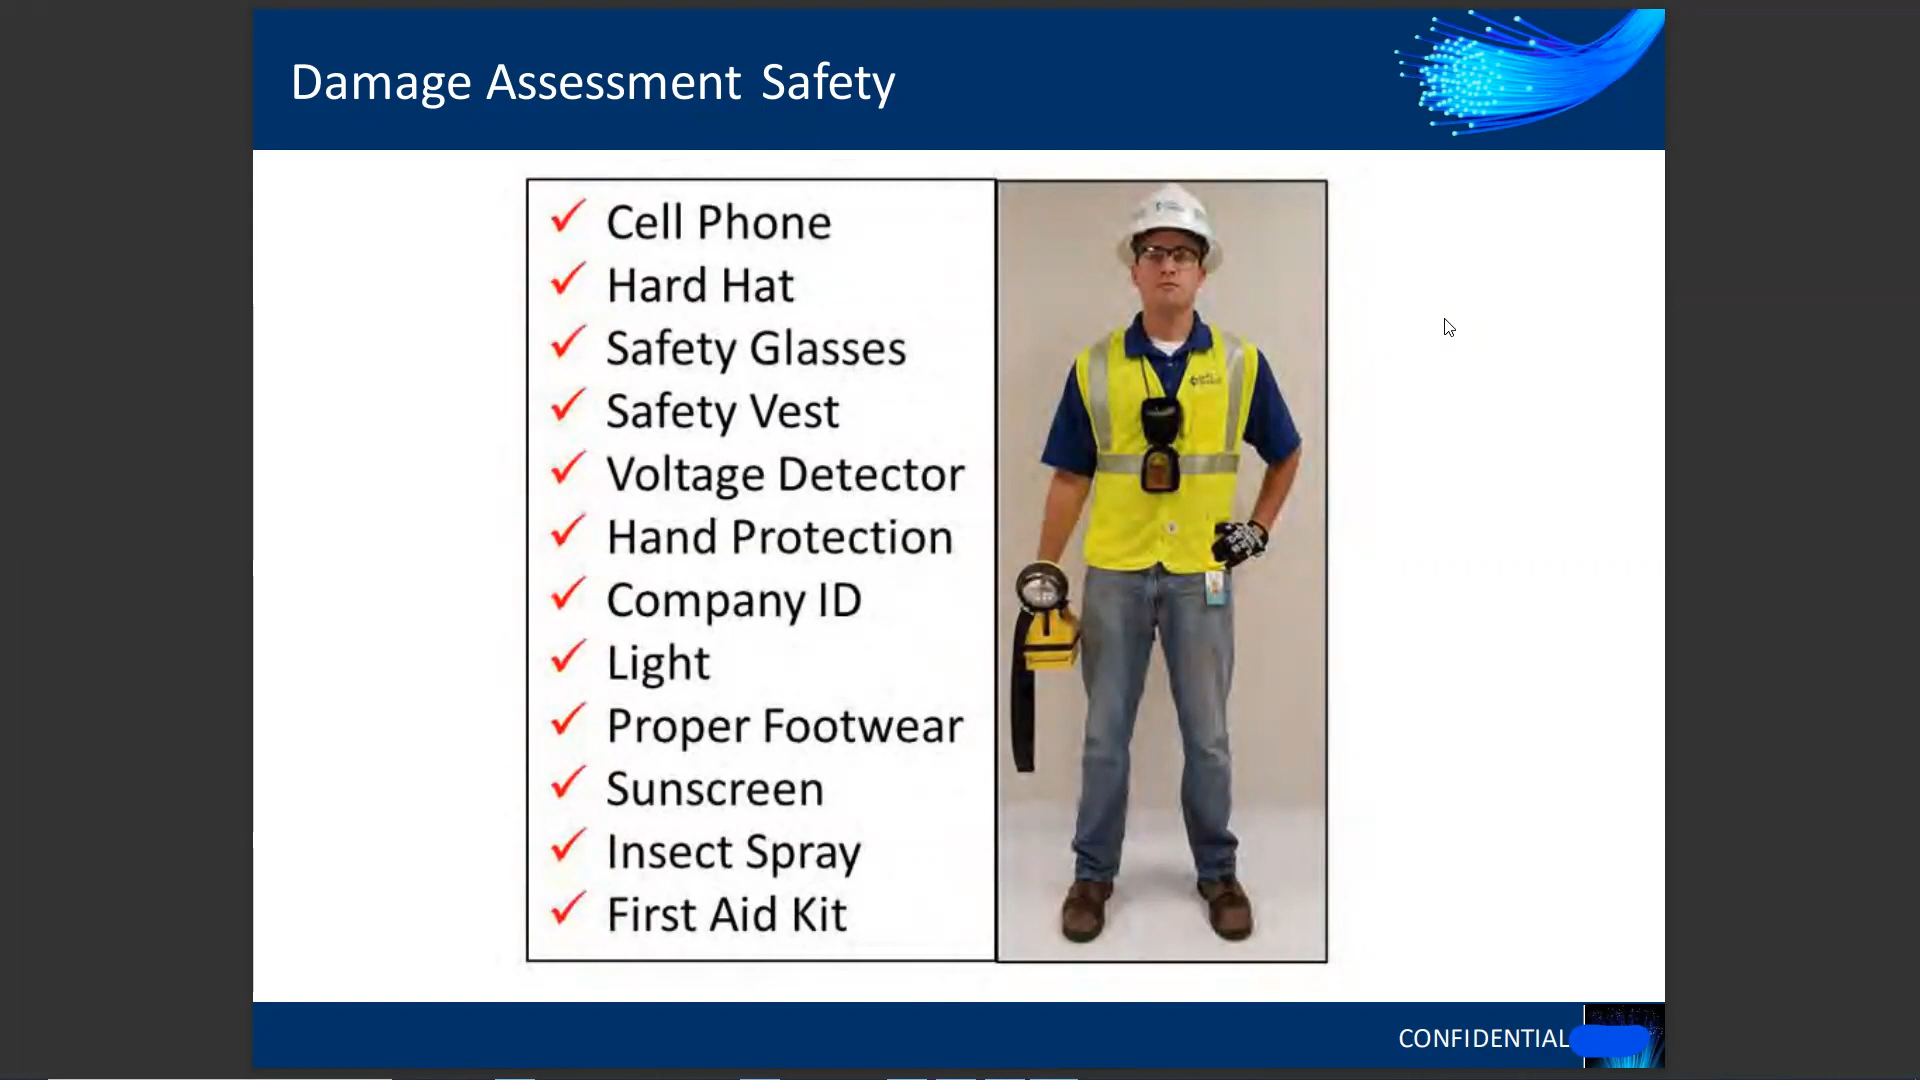 Damage Assessment Safety
Cell Phone
Hard Hat
Safety Glasses
Safety Vest
Voltage Detector
Hand Protection
Company ID
Light
Proper Footwear
Sunscreen
Insect Spray
First Aid Kit
CONFIDENTIAL